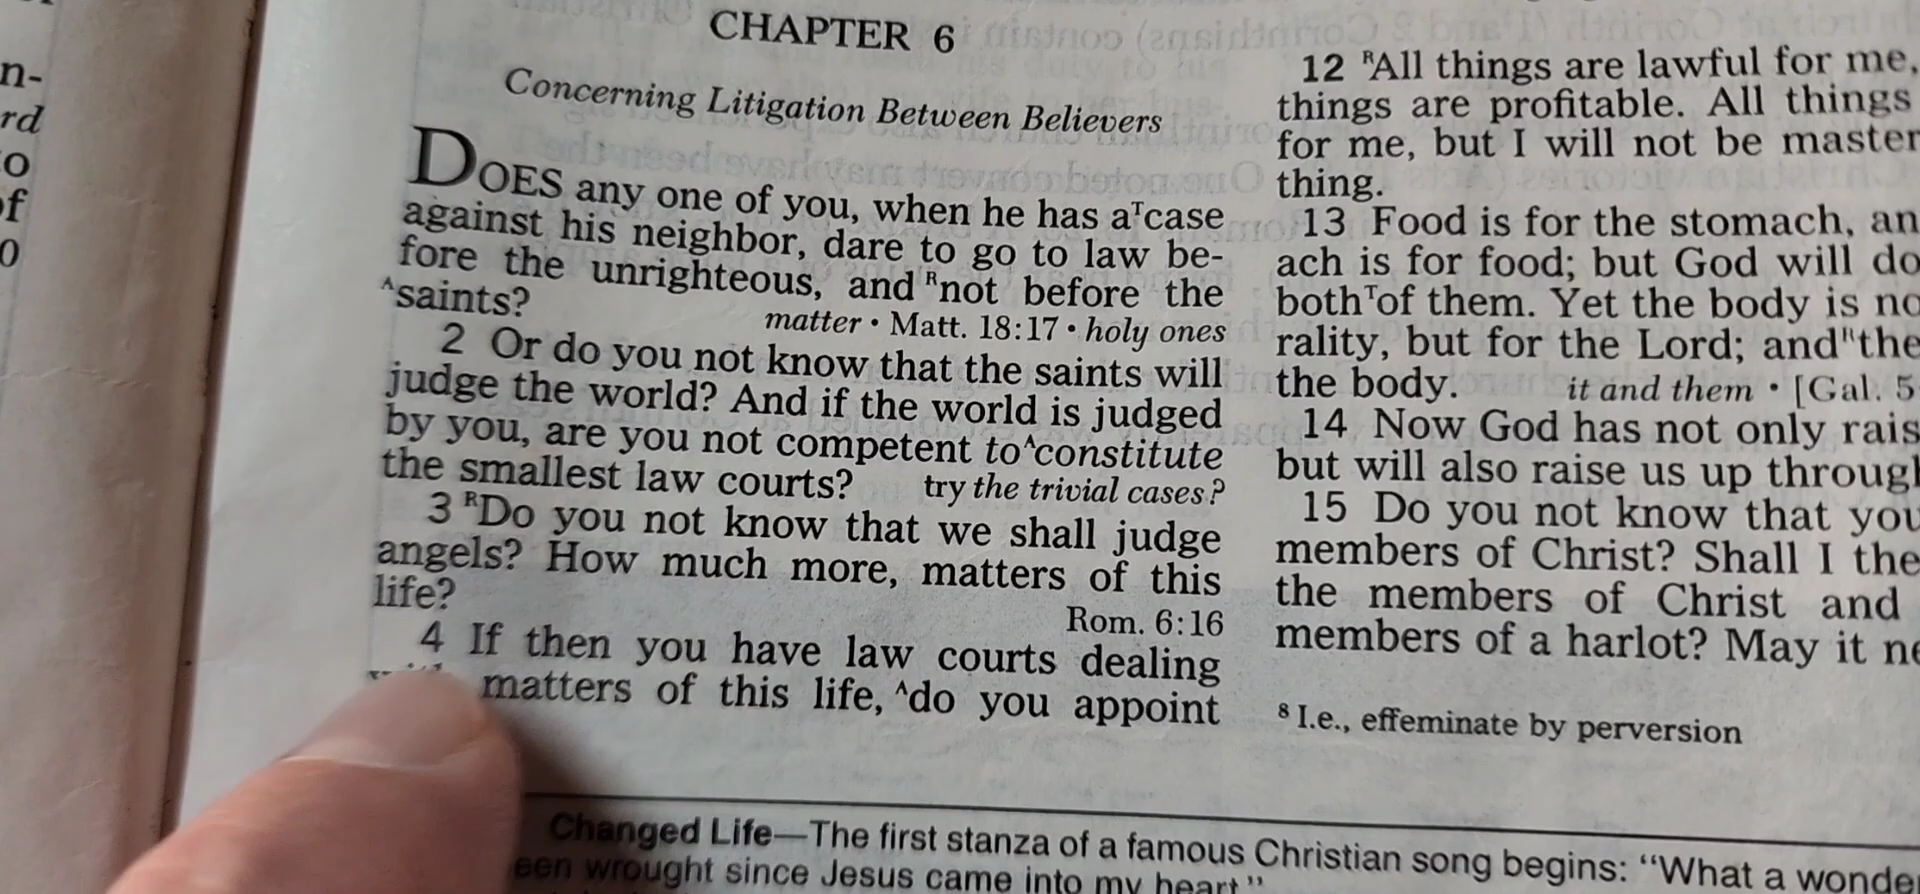 n-
rd
o
of
0
CHAPTER 6
Concerning Litigation Between Believers
DOES any one of you, when he has a ᵀcase
against his neighbor, dare to go to law be-
fore the unrighteous, and ᴿnot before the
ᴬsaints? matter • Matt. 18:17 • holy ones
2 Or do you not know that the saints will
judge the world? And if the world is judged
by you, are you not competent to ᴬconstitute
the smallest law courts? try the trivial cases?
3 ᴿDo you not know that we shall judge
angels? How much more, matters of this
life? Rom. 6:16
4 If then you have law courts dealing
matters of this life, ᴬdo you appoint
12 ᴿAll things are lawful for me,
things are profitable. All things
for me, but I will not be master
thing.
13 Food is for the stomach, an
ach is for food; but God will do
both ᵀof them. Yet the body is no
rality, but for the Lord; and ᴿthe
the body. it and them • [Gal. 5
14 Now God has not only rais
but will also raise us up through
15 Do you not know that you
members of Christ? Shall I the
the members of Christ and
members of a harlot? May it ne
⁸ I.e., effeminate by perversion
Changed Life—The first stanza of a famous Christian song begins: “What a wonde
een wrought since Jesus came into my heart.”